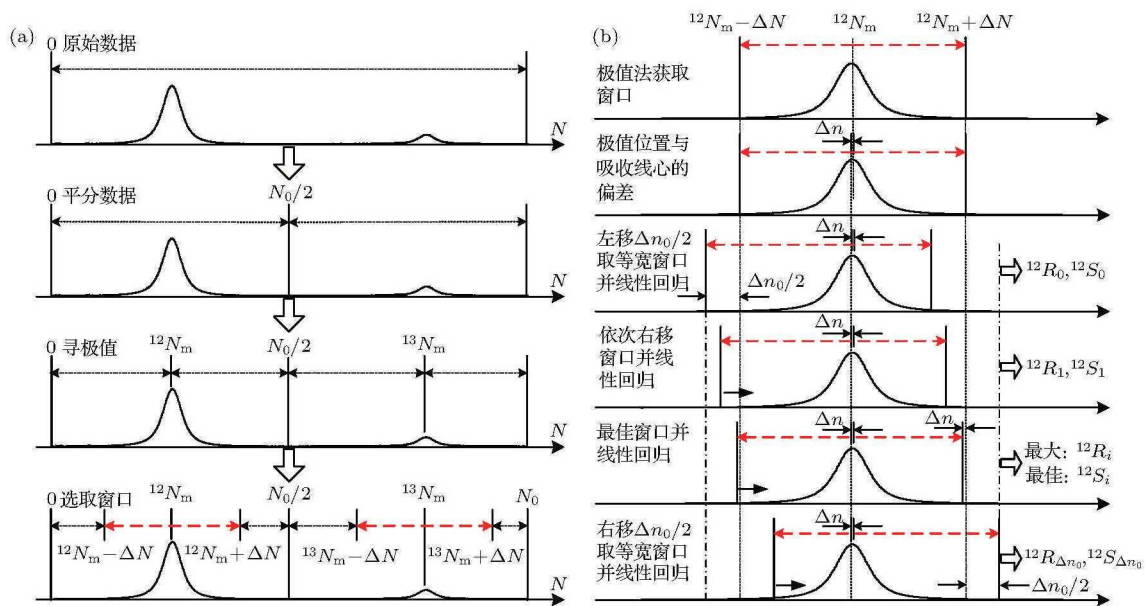 (a)
0 原始数据
N
0 平分数据
N₀/2
N
0 寻极值
¹²Nₘ
N₀/2
¹³Nₘ
N
0 选取窗口
¹²Nₘ
N₀/2
¹³Nₘ
N₀
¹²Nₘ−ΔN
¹²Nₘ+ΔN
¹³Nₘ−ΔN
¹³Nₘ+ΔN
N
(b)
¹²Nₘ−ΔN
¹²Nₘ
¹²Nₘ+ΔN
极值法获取
窗口
极值位置与
吸收线心的
偏差
Δn
左移Δn₀/2
取等宽窗口
并线性回归
Δn
Δn₀/2
¹²R₀,¹²S₀
依次右移
窗口并线
性回归
Δn
¹²R₁,¹²S₁
最佳窗口并
线性回归
Δn
Δn
最大: ¹²Rᵢ
最佳: ¹²Sᵢ
右移Δn₀/2
取等宽窗口
并线性回归
Δn
¹²R_Δn₀,¹²S_Δn₀
Δn₀/2